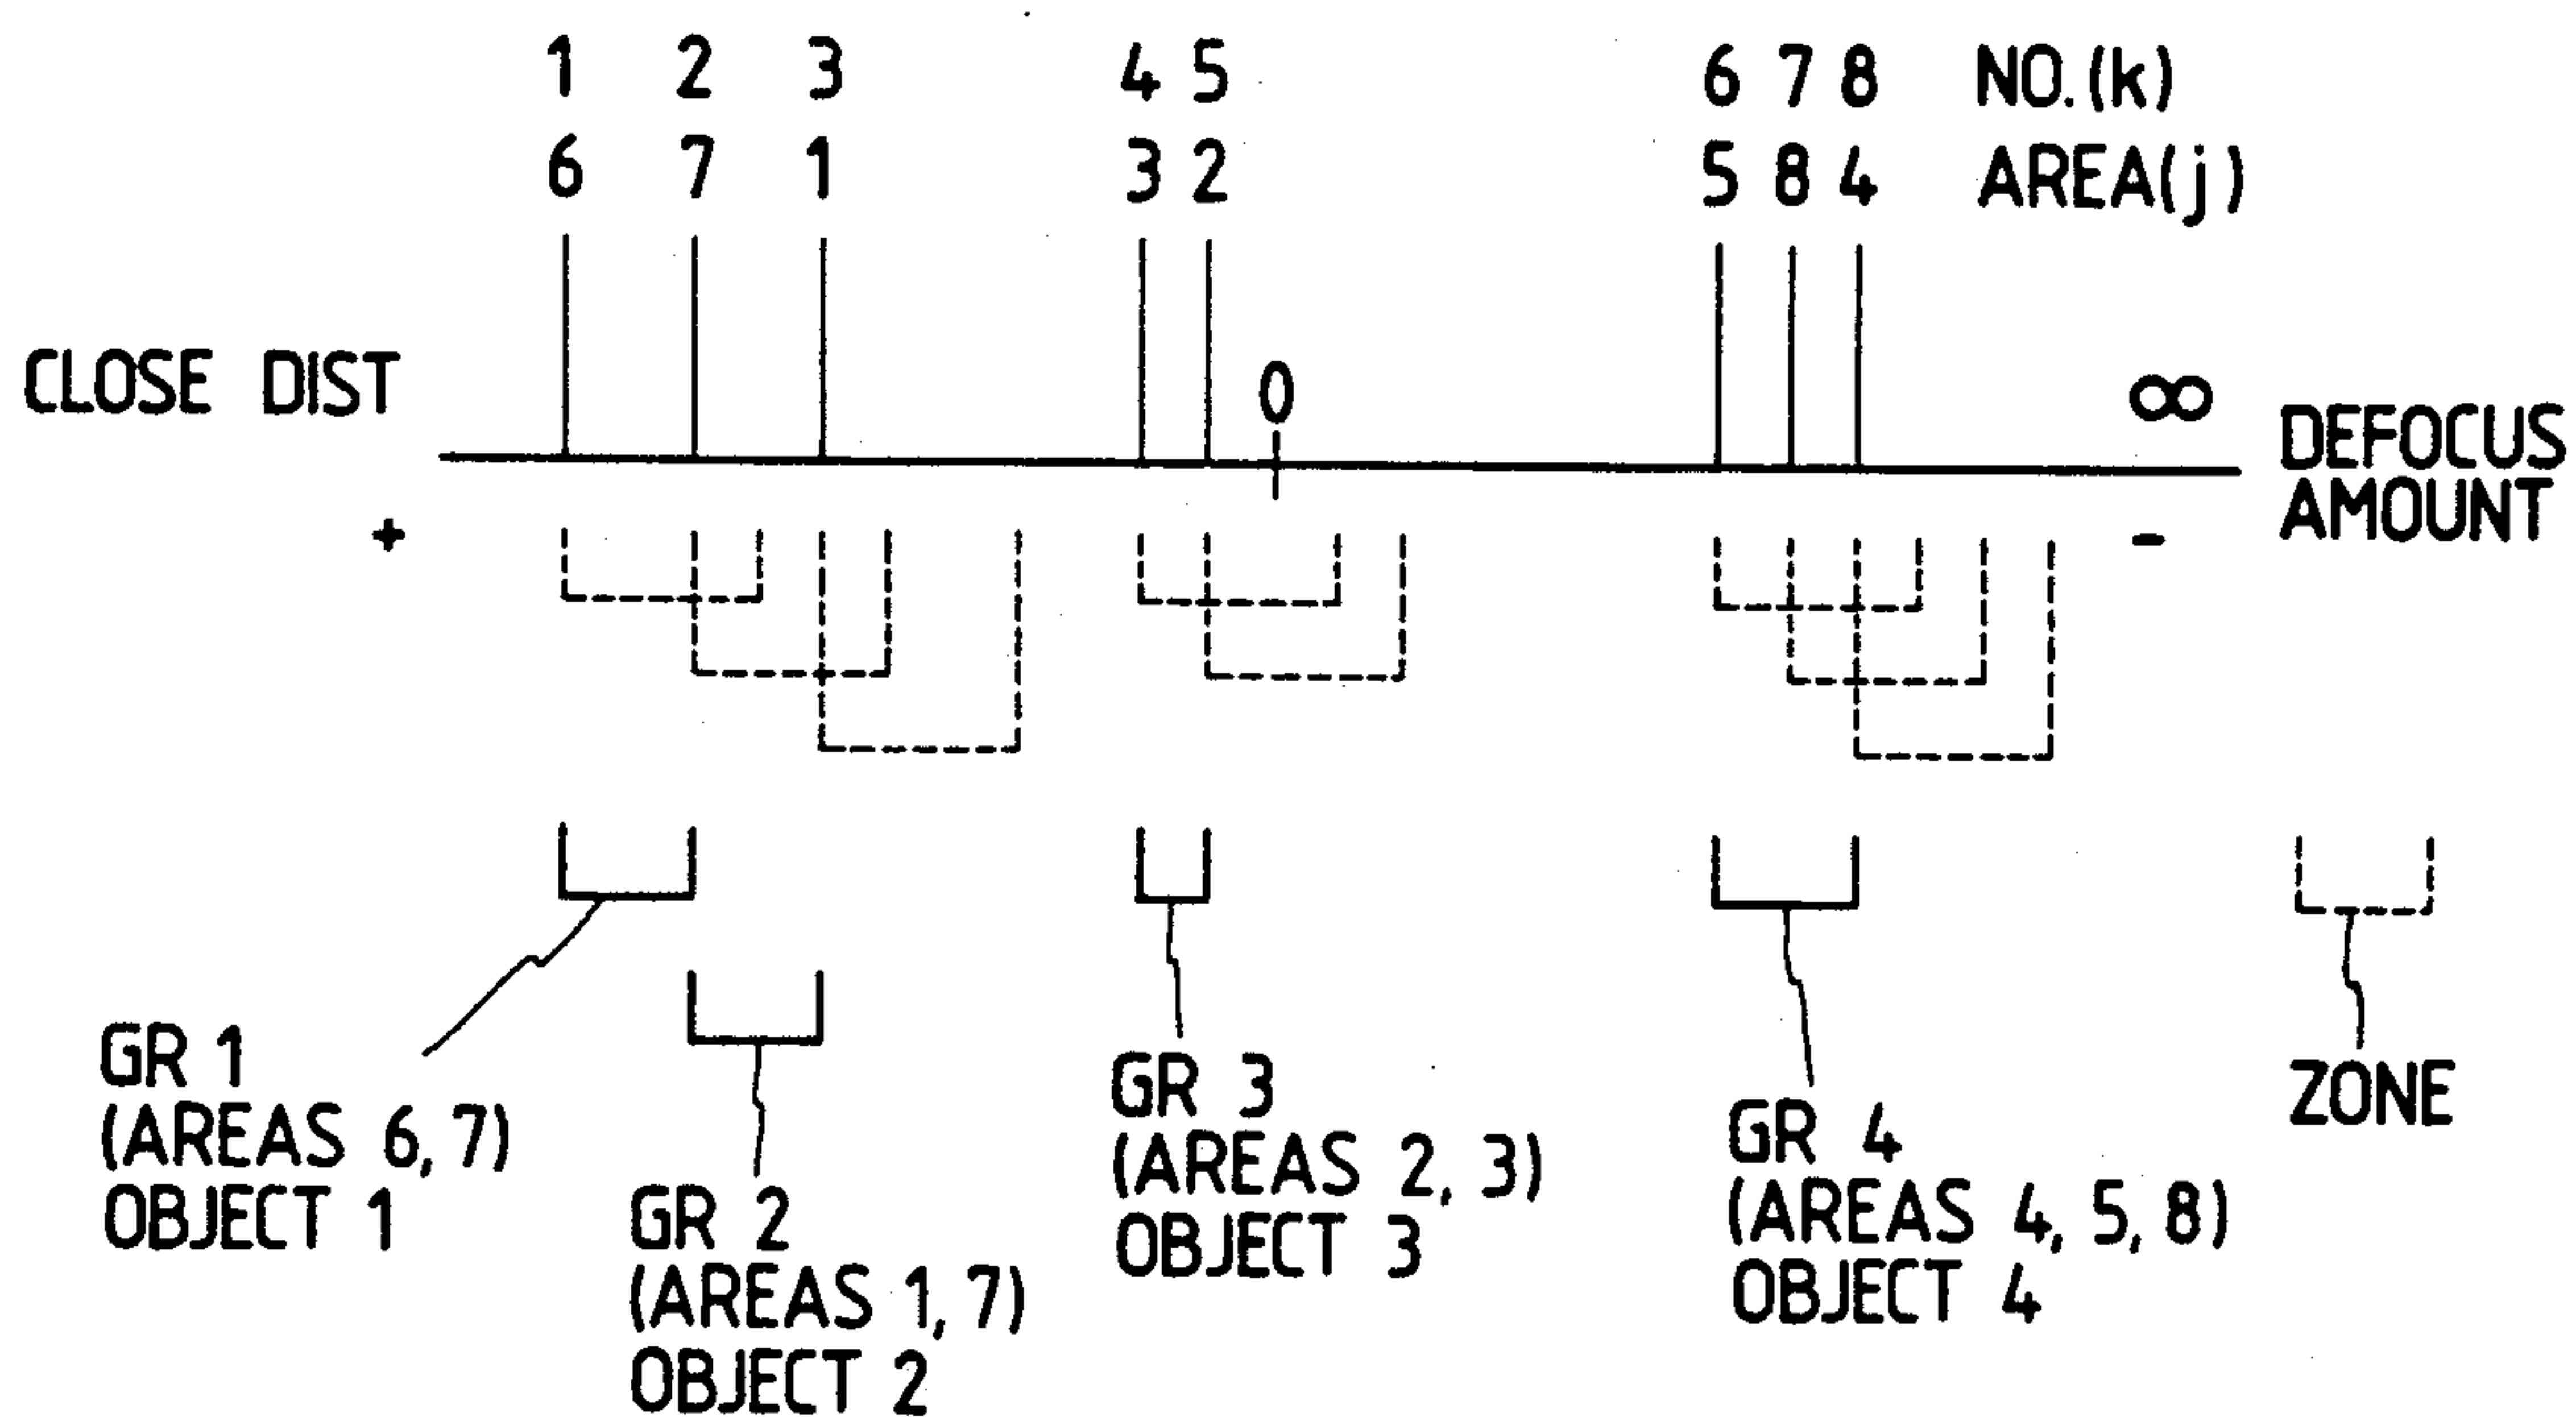 1 2 3 4 5 6 7 8 NO.(k)
6 7 1 3 2 5 8 4 AREA(j)
CLOSE DIST 0 ∞
DEFOCUS
AMOUNT
+ -
GR 1
(AREAS 6, 7)
OBJECT 1
GR 2
(AREAS 1, 7)
OBJECT 2
GR 3
(AREAS 2, 3)
OBJECT 3
GR 4
(AREAS 4, 5, 8)
OBJECT 4
ZONE